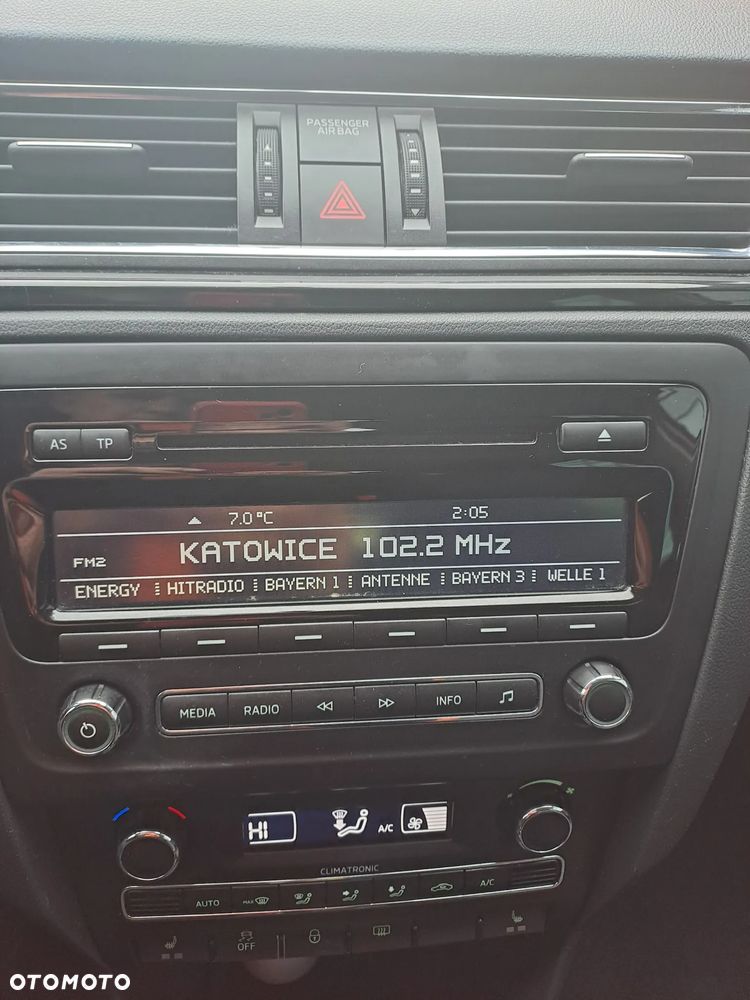 PASSENGER
AIR BAG
AS TP
7.0 °C 2:05
FM2 KATOWICE 102.2 MHz
ENERGY HITRADIO BAYERN 1 ANTENNE BAYERN 3 WELLE 1
MEDIA RADIO INFO
HI A/C
CLIMATRONIC
AUTO MAX A/C
OFF
OTOMOTO